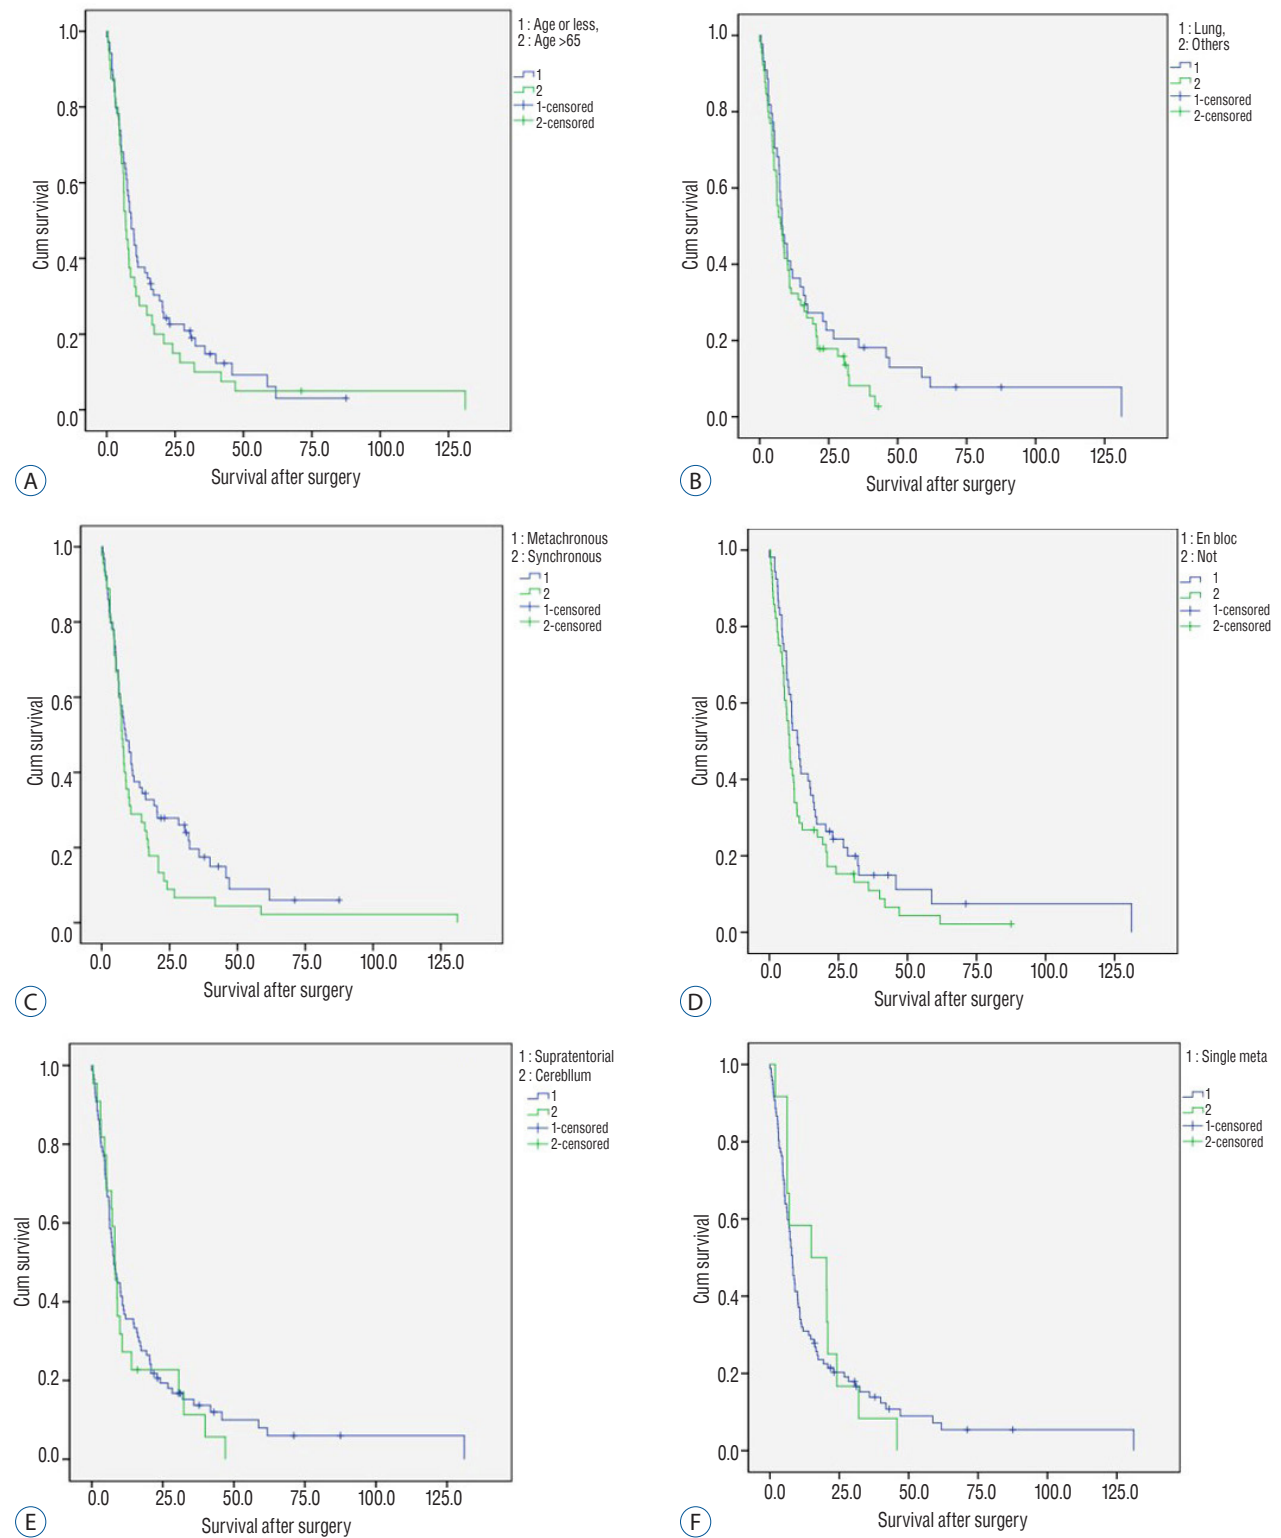 1 : Age or less,
2 : Age >65
1
2
1-censored
2-censored
Cum survival
1.0
0.8
0.6
0.4
0.2
0.0
0.0 25.0 50.0 75.0 100.0 125.0
Survival after surgery
A
1 : Lung,
2: Others
1
2
1-censored
2-censored
Cum survival
1.0
0.8
0.6
0.4
0.2
0.0
0.0 25.0 50.0 75.0 100.0 125.0
Survival after surgery
B
1 : Metachronous
2 : Synchronous
1
2
1-censored
2-censored
Cum survival
1.0
0.8
0.6
0.4
0.2
0.0
0.0 25.0 50.0 75.0 100.0 125.0
Survival after surgery
C
1 : En bloc
2 : Not
1
2
1-censored
2-censored
Cum survival
1.0
0.8
0.6
0.4
0.2
0.0
0.0 25.0 50.0 75.0 100.0 125.0
Survival after surgery
D
1 : Supratentorial
2 : Cerebllum
1
2
1-censored
2-censored
Cum survival
1.0
0.8
0.6
0.4
0.2
0.0
0.0 25.0 50.0 75.0 100.0 125.0
Survival after surgery
E
1 : Single meta
1
2
1-censored
2-censored
Cum survival
1.0
0.8
0.6
0.4
0.2
0.0
0.0 25.0 50.0 75.0 100.0 125.0
Survival after surgery
F